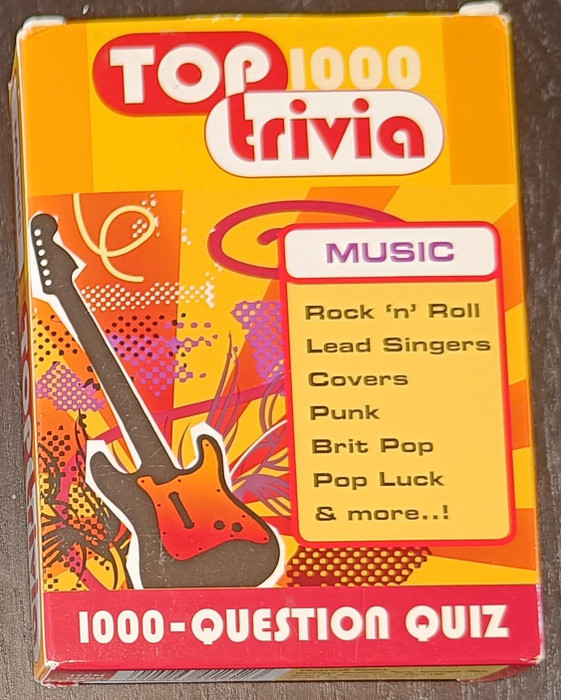 TOP 1000
trivia
MUSIC
Rock ‘n’ Roll
Lead Singers
Covers
Punk
Brit Pop
Pop Luck
& more..!
1000-QUESTION QUIZ